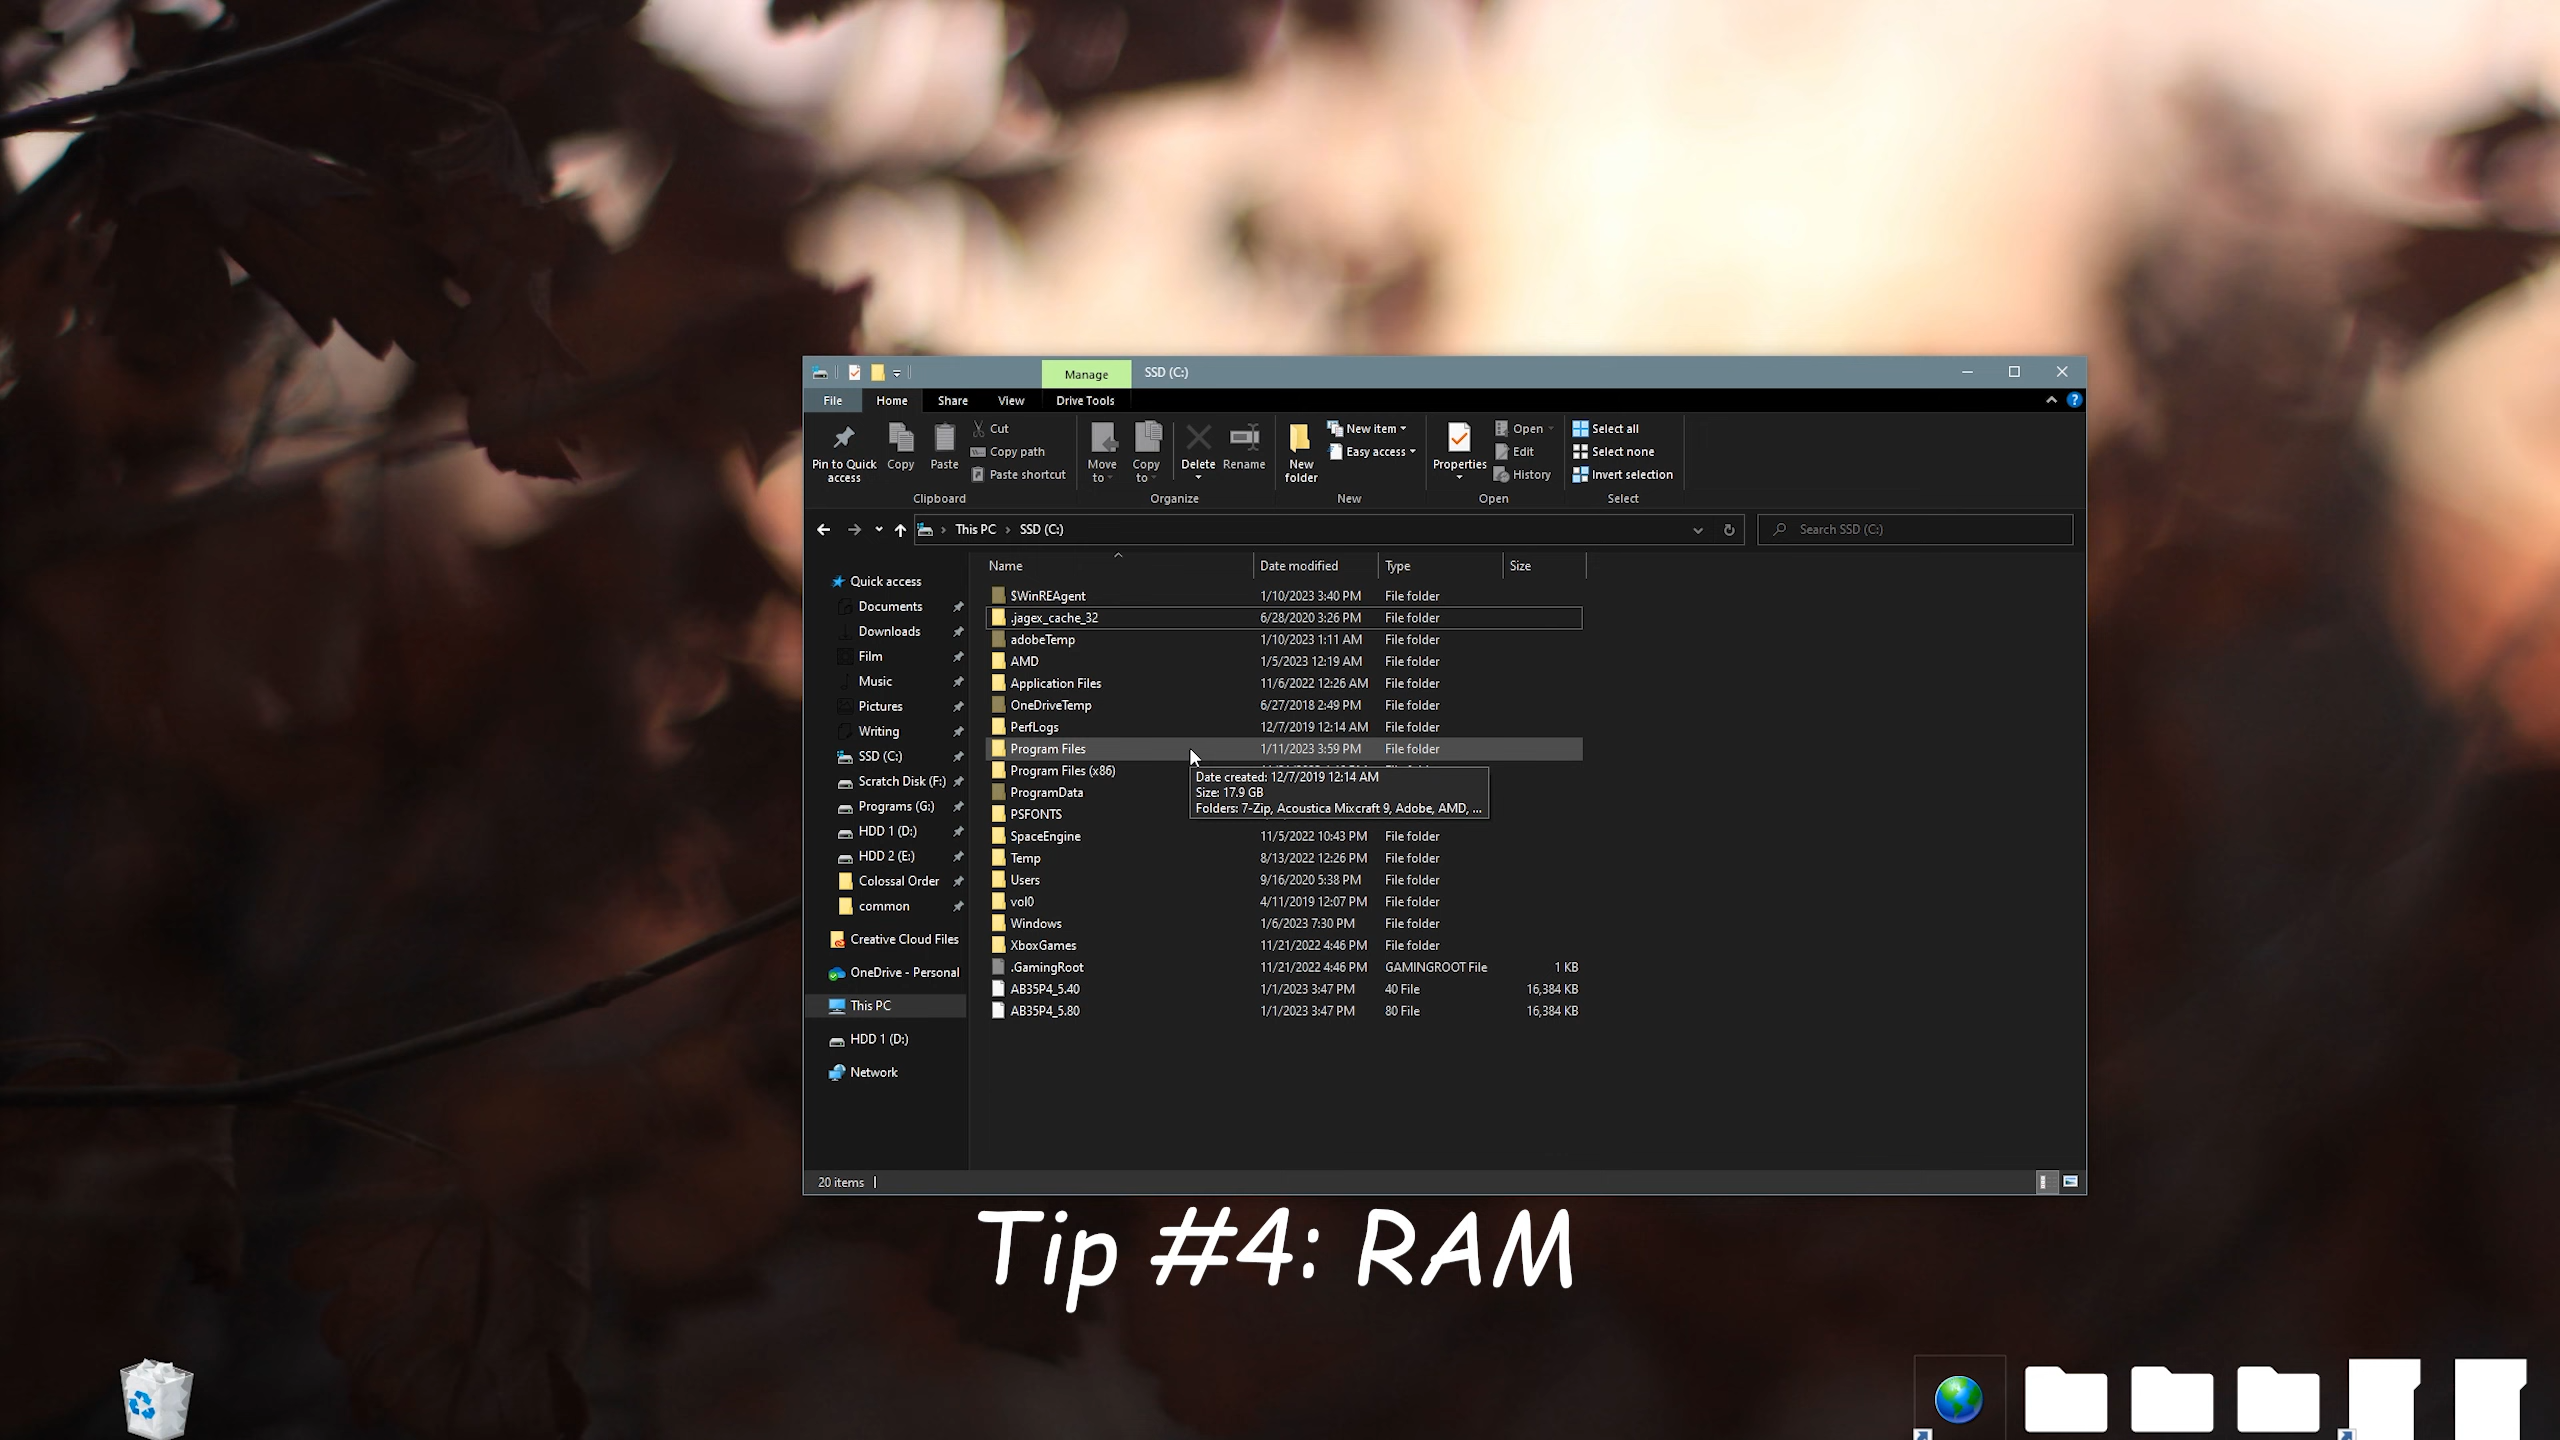 Manage SSD (C:)
File Home Share View Drive Tools
Pin to Quick access
Copy
Paste
Cut
Copy path
Paste shortcut
Clipboard
Move to
Copy to
Delete
Rename
Organize
New folder
New item
Easy access
New
Properties
Open
Edit
History
Open
Select all
Select none
Invert selection
Select
This PC > SSD (C:)
Search SSD (C:)
Quick access
Documents
Downloads
Film
Music
Pictures
Writing
SSD (C:)
Scratch Disk (F:)
Programs (G:)
HDD 1 (D:)
HDD 2 (E:)
Colossal Order
common
Creative Cloud Files
OneDrive - Personal
This PC
HDD 1 (D:)
Network
Name Date modified Type Size
$WinREAgent 1/10/2023 3:40 PM File folder
.jagex_cache_32 6/28/2020 3:26 PM File folder
adobeTemp 1/10/2023 1:11 AM File folder
AMD 1/5/2023 12:19 AM File folder
Application Files 11/6/2022 12:26 AM File folder
OneDriveTemp 6/27/2018 2:49 PM File folder
PerfLogs 12/7/2019 12:14 AM File folder
Program Files 1/11/2023 3:59 PM File folder
Program Files (x86)
ProgramData
PSFONTS
Date created: 12/7/2019 12:14 AM
Size: 17.9 GB
Folders: 7-Zip, Acoustica Mixcraft 9, Adobe, AMD, ...
SpaceEngine 11/5/2022 10:43 PM File folder
Temp 8/13/2022 12:26 PM File folder
Users 9/16/2020 5:38 PM File folder
vol0 4/11/2019 12:07 PM File folder
Windows 1/6/2023 7:30 PM File folder
XboxGames 11/21/2022 4:46 PM File folder
.GamingRoot 11/21/2022 4:46 PM GAMINGROOT File 1 KB
AB35P4_5.40 1/1/2023 3:47 PM 40 File 16,384 KB
AB35P4_5.80 1/1/2023 3:47 PM 80 File 16,384 KB
20 items
Tip #4: RAM